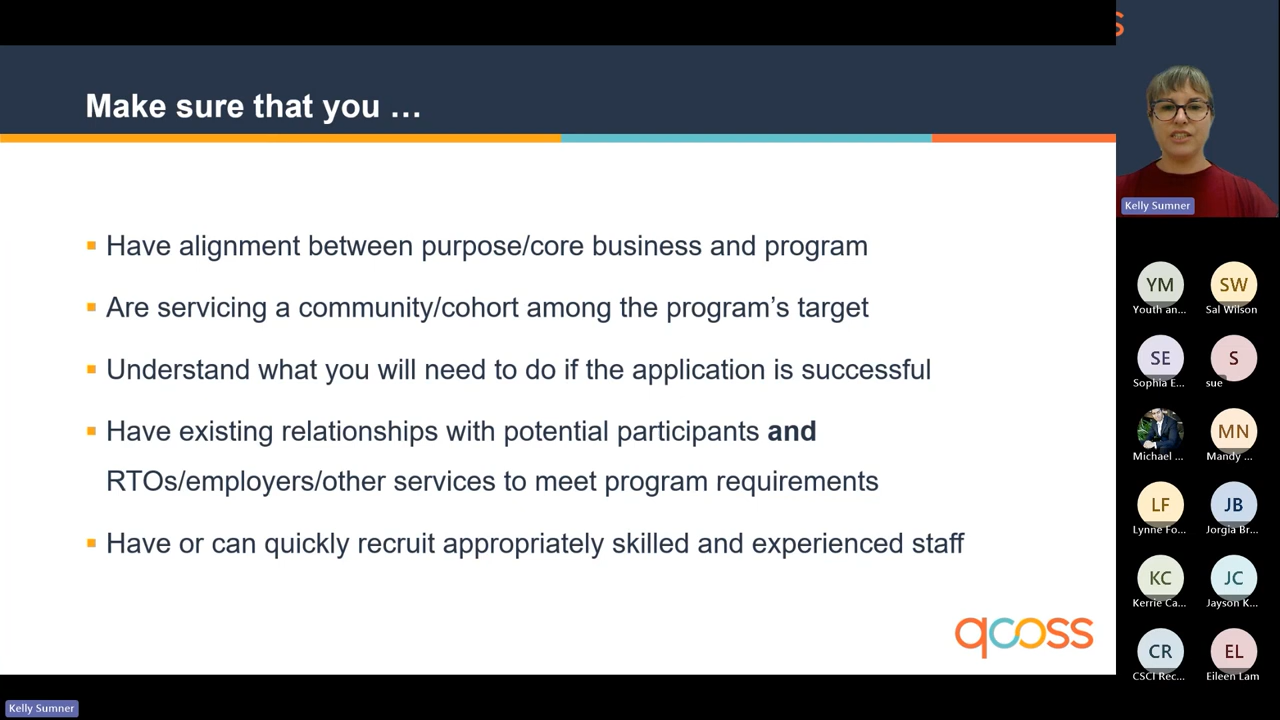 S
Make sure that you …
Have alignment between purpose/core business and program
Are servicing a community/cohort among the program’s target
Understand what you will need to do if the application is successful
Have existing relationships with potential participants and
RTOs/employers/other services to meet program requirements
Have or can quickly recruit appropriately skilled and experienced staff
qcoss
Kelly Sumner
Kelly Sumner
YM
Youth an...
SW
Sal Wilson
SE
Sophia E...
S
sue
Michael ...
MN
Mandy ...
LF
Lynne Fo...
JB
Jorgia Br...
KC
Kerrie Ca...
JC
Jayson K...
CR
CSCI Rec...
EL
Eileen Lam